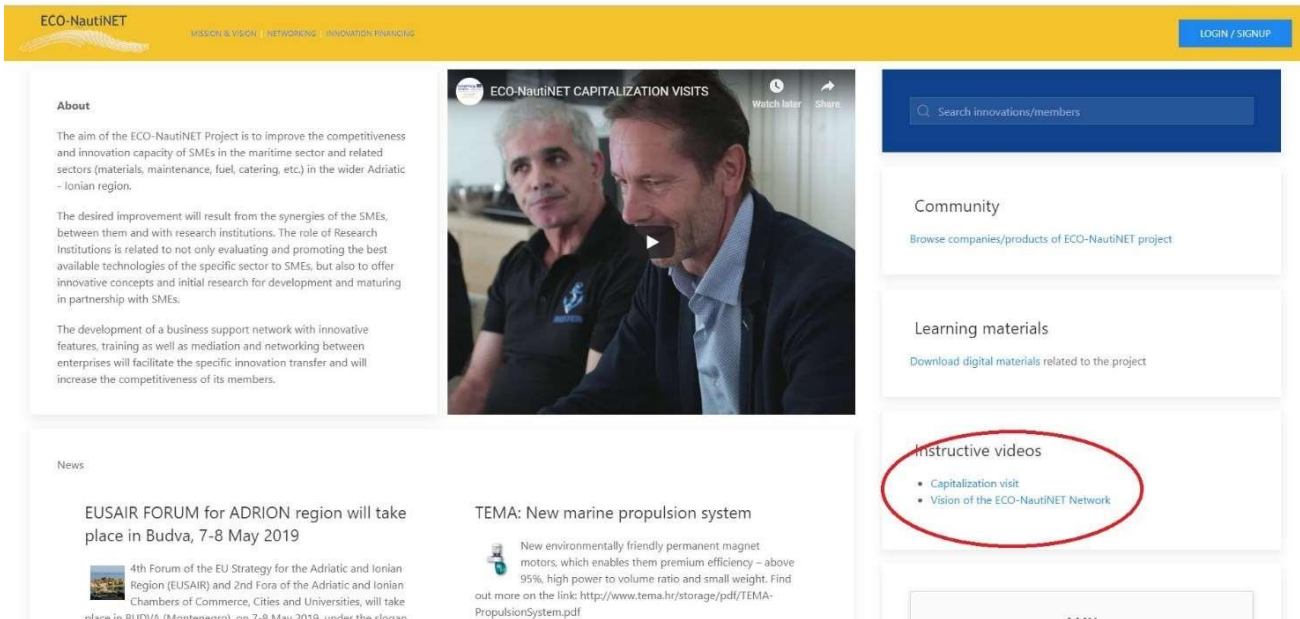 ECO-NautiNET
MISSION & VISION | NETWORKING | INNOVATION FINANCING
LOGIN / SIGNUP
About
The aim of the ECO-NautiNET Project is to improve the competitiveness
and innovation capacity of SMEs in the maritime sector and related
sectors (materials, maintenance, fuel, catering, etc.) in the wider Adriatic
- Ionian region.
The desired improvement will result from the synergies of the SMEs,
between them and with research institutions. The role of Research
Institutions is related to not only evaluating and promoting the best
available technologies of the specific sector to SMEs, but also to offer
innovative concepts and initial research for development and maturing
in partnership with SMEs.
The development of a business support network with innovative
features, training as well as mediation and networking between
enterprises will facilitate the specific innovation transfer and will
increase the competitiveness of its members.
ECO-NautiNET CAPITALIZATION VISITS
Watch later
Share
Search innovations/members
Community
Browse companies/products of ECO-NautiNET project
Learning materials
Download digital materials related to the project
Instructive videos
• Capitalization visit
• Vision of the ECO-NautiNET Network
News
EUSAIR FORUM for ADRION region will take
place in Budva, 7-8 May 2019
4th Forum of the EU Strategy for the Adriatic and Ionian
Region (EUSAIR) and 2nd Fora of the Adriatic and Ionian
Chambers of Commerce, Cities and Universities, will take
place in BUDVA (Montenegro), on 7-8 May 2019, under the slogan
TEMA: New marine propulsion system
New environmentally friendly permanent magnet
motors, which enables them premium efficiency – above
95%, high power to volume ratio and small weight. Find
out more on the link: http://www.tema.hr/storage/pdf/TEMA-
PropulsionSystem.pdf